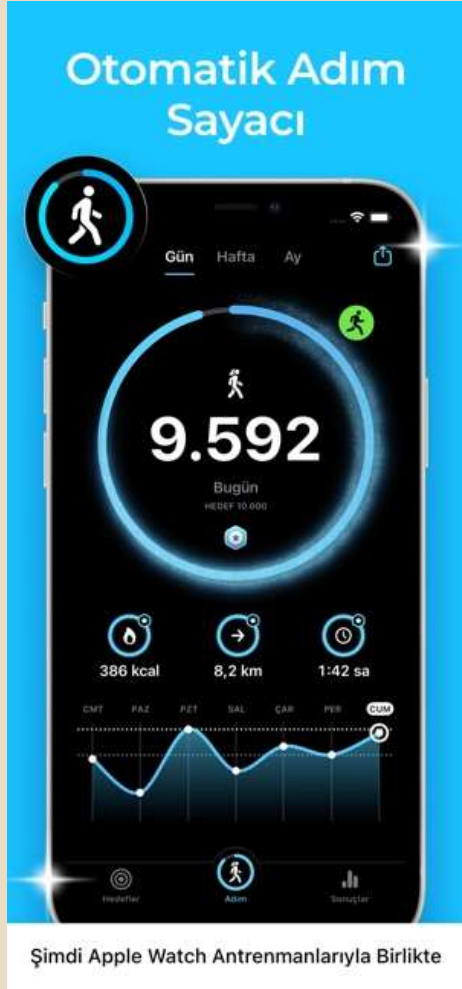 Otomatik Adım
Sayacı
Gün Hafta Ay
9.592
Bugün
HEDEF 10.000
386 kcal 8,2 km 1:42 sa
CMT PAZ PZT SAL ÇAR PER CUM
Hedefler Adım Sonuçlar
Şimdi Apple Watch Antrenmanlarıyla Birlikte